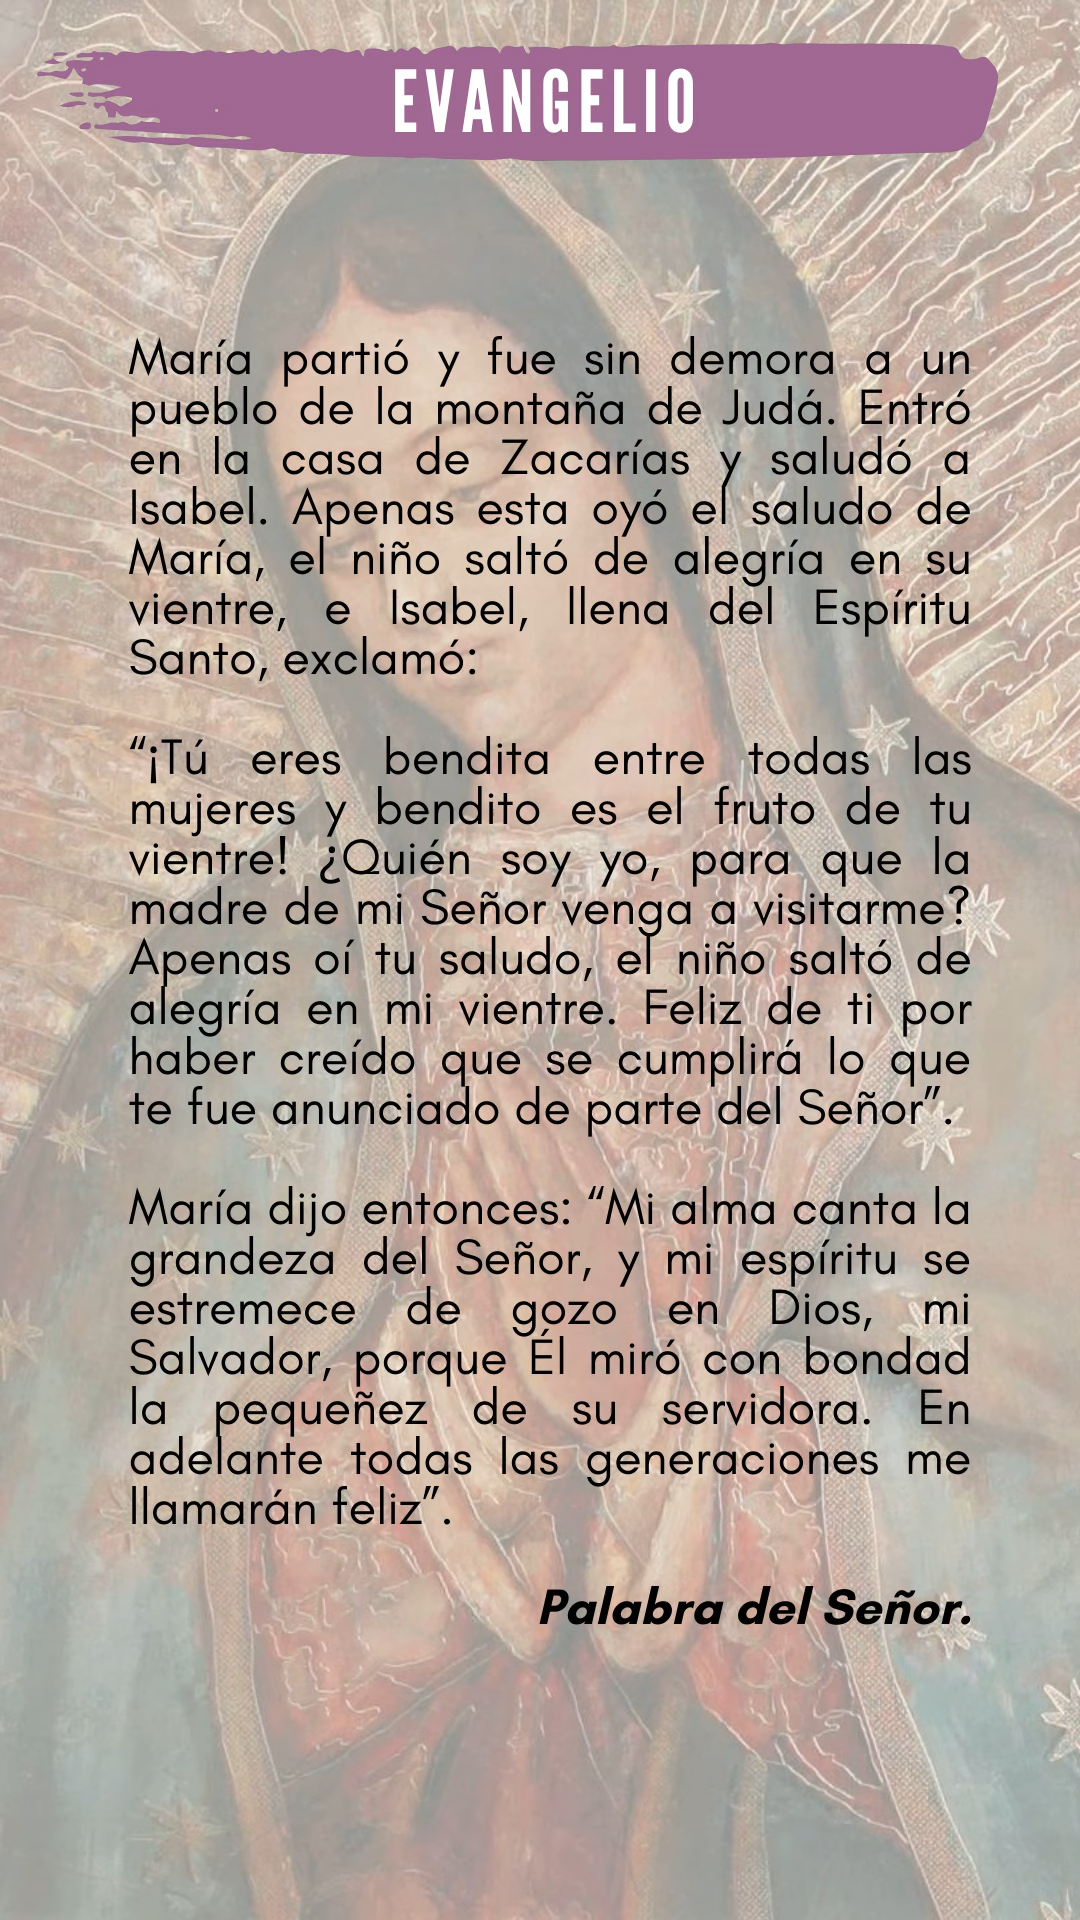 EVANGELIO
María partió y fue sin demora a un
pueblo de la montaña de Judá. Entró
en la casa de Zacarías y saludó a
Isabel. Apenas esta oyó el saludo de
María, el niño saltó de alegría en su
vientre, e Isabel, llena del Espíritu
Santo, exclamó:
“¡Tú eres bendita entre todas las
mujeres y bendito es el fruto de tu
vientre! ¿Quién soy yo, para que la
madre de mi Señor venga a visitarme?
Apenas oí tu saludo, el niño saltó de
alegría en mi vientre. Feliz de ti por
haber creído que se cumplirá lo que
te fue anunciado de parte del Señor”.
María dijo entonces: “Mi alma canta la
grandeza del Señor, y mi espíritu se
estremece de gozo en Dios, mi
Salvador, porque Él miró con bondad
la pequeñez de su servidora. En
adelante todas las generaciones me
llamarán feliz”.
Palabra del Señor.